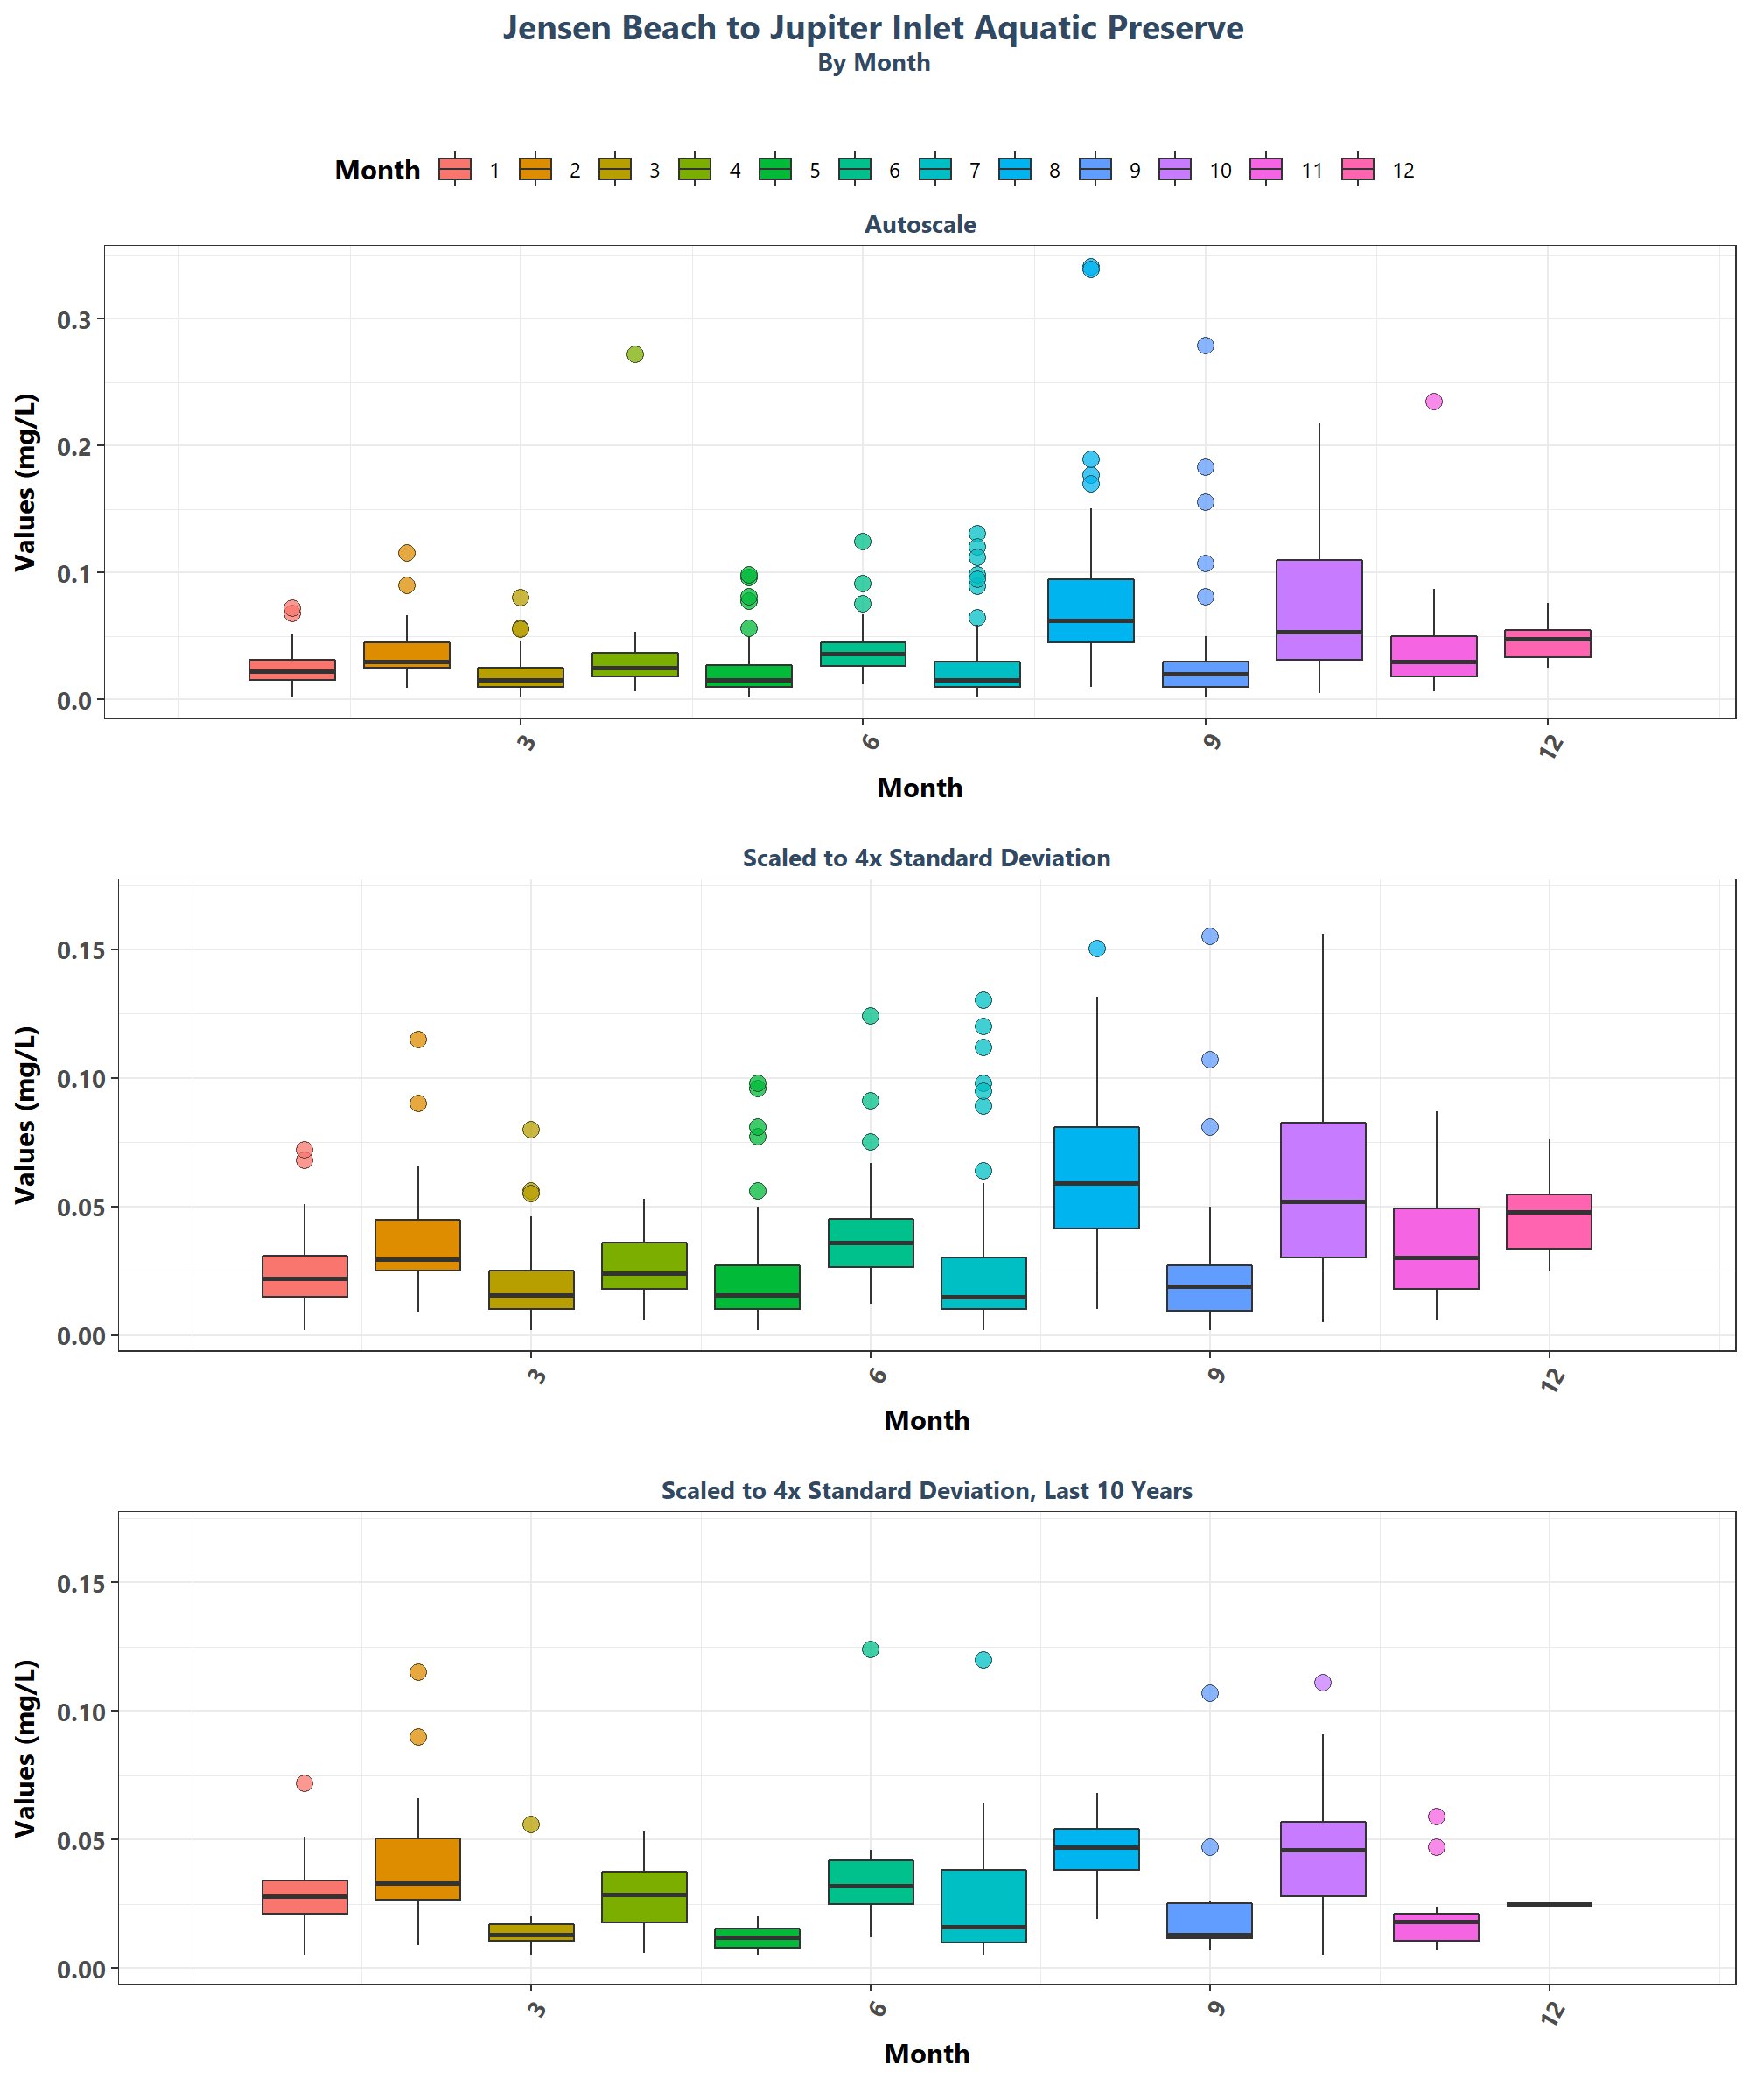 Jensen Beach to Jupiter Inlet Aquatic Preserve
By Month
Month 1 2 3 4 5 6 7 8 9 10 11 12
Autoscale
Values (mg/L)
0.3
0.2
0.1
0.0
3 6 9 12
Month
Scaled to 4x Standard Deviation
Values (mg/L)
0.15
0.10
0.05
0.00
3 6 9 12
Month
Scaled to 4x Standard Deviation, Last 10 Years
Values (mg/L)
0.15
0.10
0.05
0.00
3 6 9 12
Month